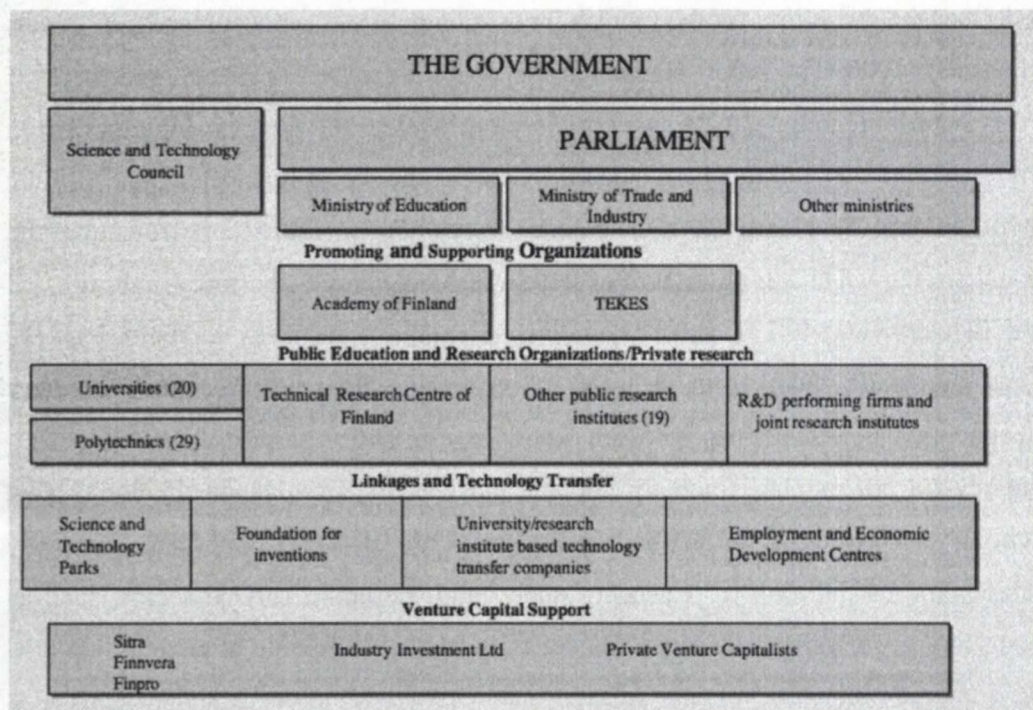 THE GOVERNMENT
Science and Technology
Council
PARLIAMENT
Ministry of Education
Ministry of Trade and
Industry
Other ministries
Promoting and Supporting Organizations
Academy of Finland
TEKES
Public Education and Research Organizations/Private research
Universities (20)
Polytechnics (29)
Technical Research Centre of
Finland
Other public research
institutes (19)
R&D performing firms and
joint research institutes
Linkages and Technology Transfer
Science and
Technology
Parks
Foundation for
inventions
University/research
institute based technology
transfer companies
Employment and Economic
Development Centres
Venture Capital Support
Sitra
Finnvera
Finpro
Industry Investment Ltd
Private Venture Capitalists